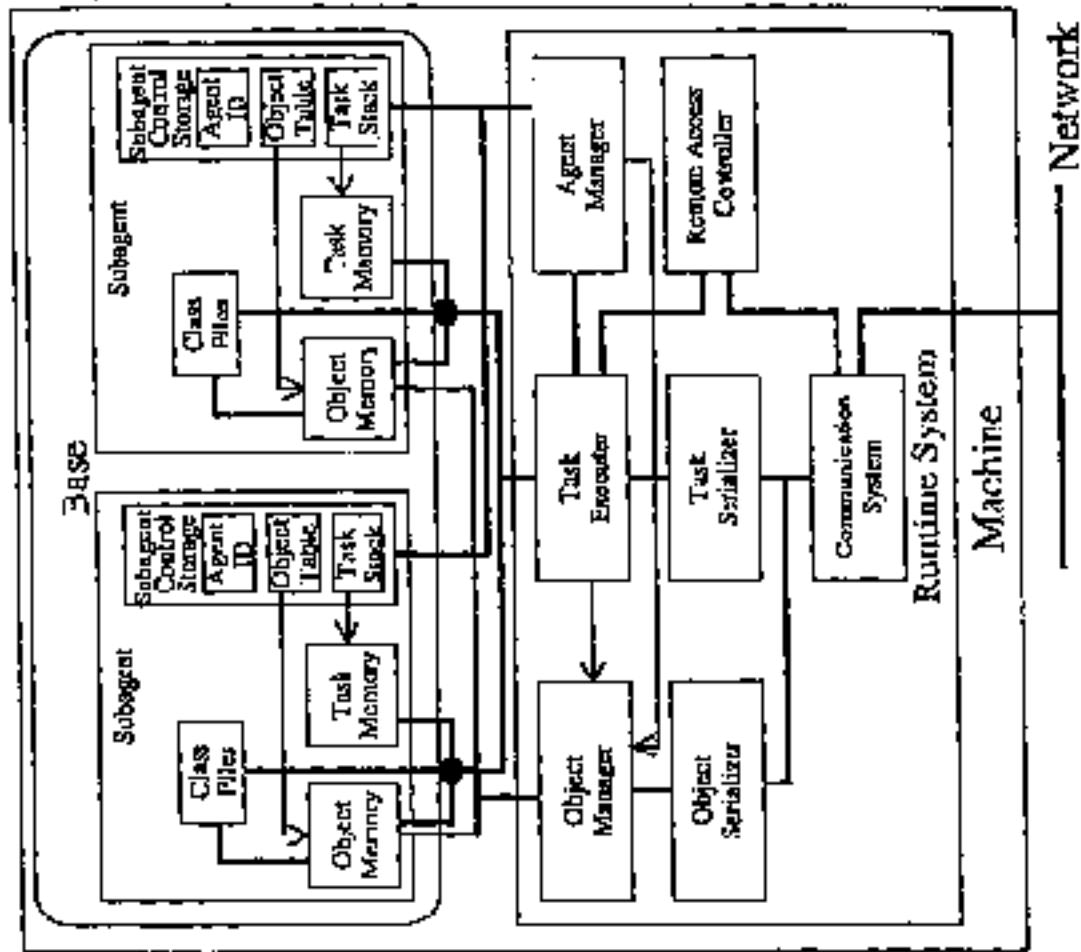 Base
Subagent
Class
Files
Object
Memory
Task
Memory
Subagent
Control
Storage
Agent
ID
Object
Table
Task
Stack
Subagent
Class
Files
Object
Memory
Task
Memory
Subagent
Control
Storage
Agent
ID
Object
Table
Task
Stack
Object
Manager
Task
Executer
Agent
Manager
Object
Serializer
Task
Serializer
Remote Access
Controller
Communication
System
Runtime System
Machine
Network